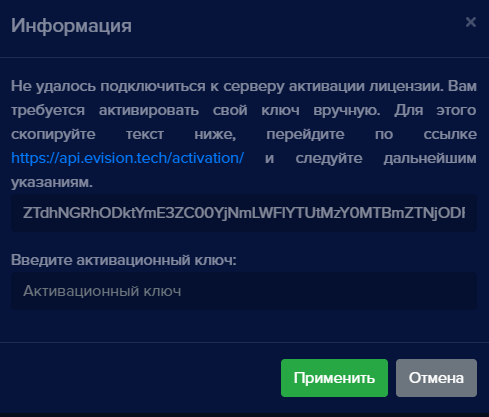 Информация
×
Не удалось подключиться к серверу активации лицензии. Вам
требуется активировать свой ключ вручную. Для этого
скопируйте текст ниже, перейдите по ссылке
https://api.evision.tech/activation/ и следуйте дальнейшим
указаниям.
Введите активационный ключ:
Активационный ключ
Применить Отмена